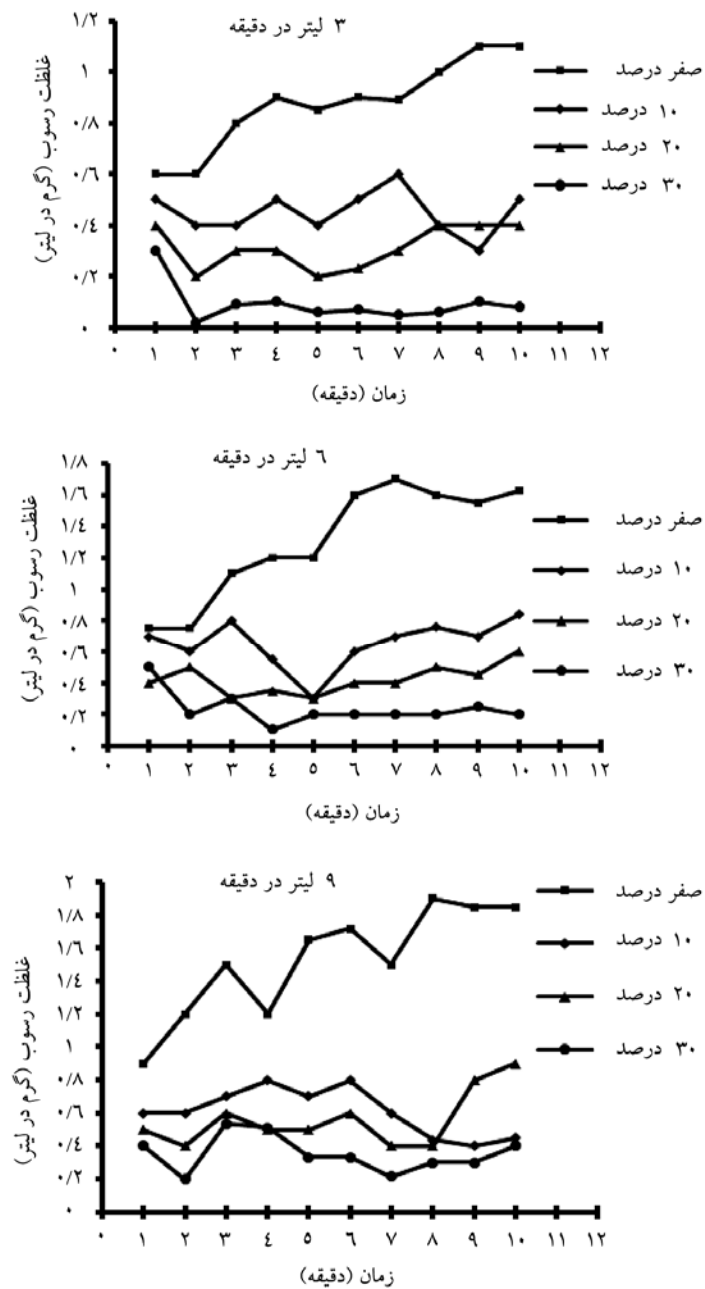 ۳ لیتر در دقیقه
غلظت رسوب (گرم در لیتر)
۱/۲
۱
۰/۸
۰/٦
۰/٤
۰/۲
۰
صفر درصد
۱۰ درصد
۲۰ درصد
۳۰ درصد
۰ ۱ ۲ ۳ ٤ ٥ ٦ ۷ ۸ ۹ ۱۰ ۱۱ ۱۲
زمان (دقیقه)
٦ لیتر در دقیقه
غلظت رسوب (گرم در لیتر)
۱/۸
۱/٦
۱/٤
۱/۲
۱
۰/۸
۰/٦
۰/٤
۰/۲
۰
صفر درصد
۱۰ درصد
۲۰ درصد
۳۰ درصد
۰ ۱ ۲ ۳ ٤ ٥ ٦ ۷ ۸ ۹ ۱۰ ۱۱ ۱۲
زمان (دقیقه)
۹ لیتر در دقیقه
غلظت رسوب (گرم در لیتر)
۲
۱/۸
۱/٦
۱/٤
۱/۲
۱
۰/۸
۰/٦
۰/٤
۰/۲
۰
صفر درصد
۱۰ درصد
۲۰ درصد
۳۰ درصد
۰ ۱ ۲ ۳ ٤ ٥ ٦ ۷ ۸ ۹ ۱۰ ۱۱ ۱۲
زمان (دقیقه)